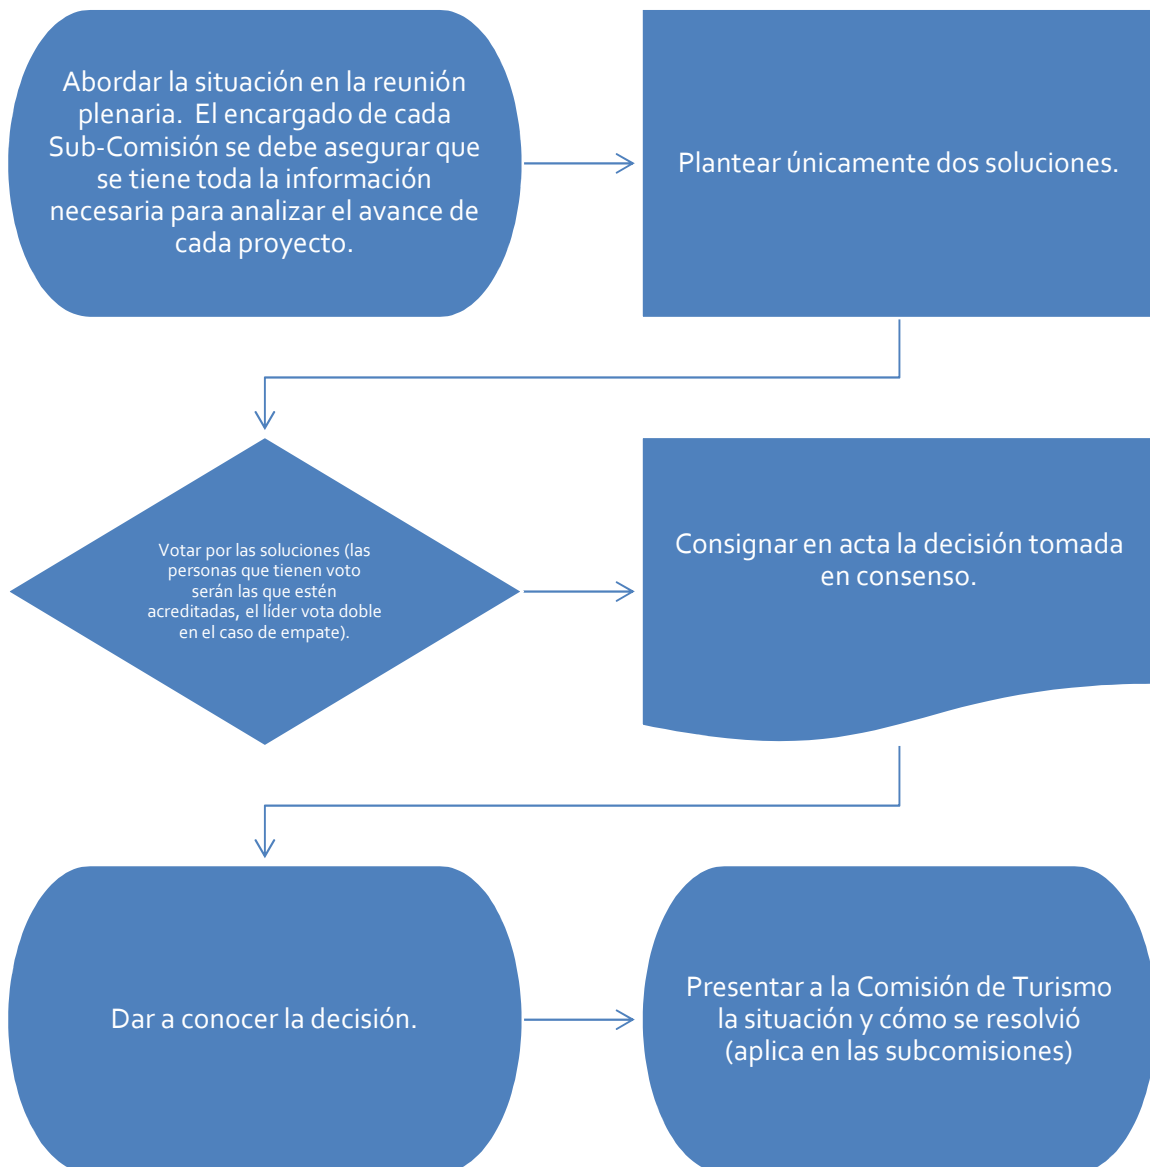 Abordar la situación en la reunión
plenaria.  El encargado de cada
Sub-Comisión se debe asegurar que
se tiene toda la información
necesaria para analizar el avance de
cada proyecto.
Plantear únicamente dos soluciones.
Votar por las soluciones (las
personas que tienen voto
serán las que estén
acreditadas, el líder vota doble
en el caso de empate).
Consignar en acta la decisión tomada
en consenso.
Dar a conocer la decisión.
Presentar a la Comisión de Turismo
la situación y cómo se resolvió
(aplica en las subcomisiones)